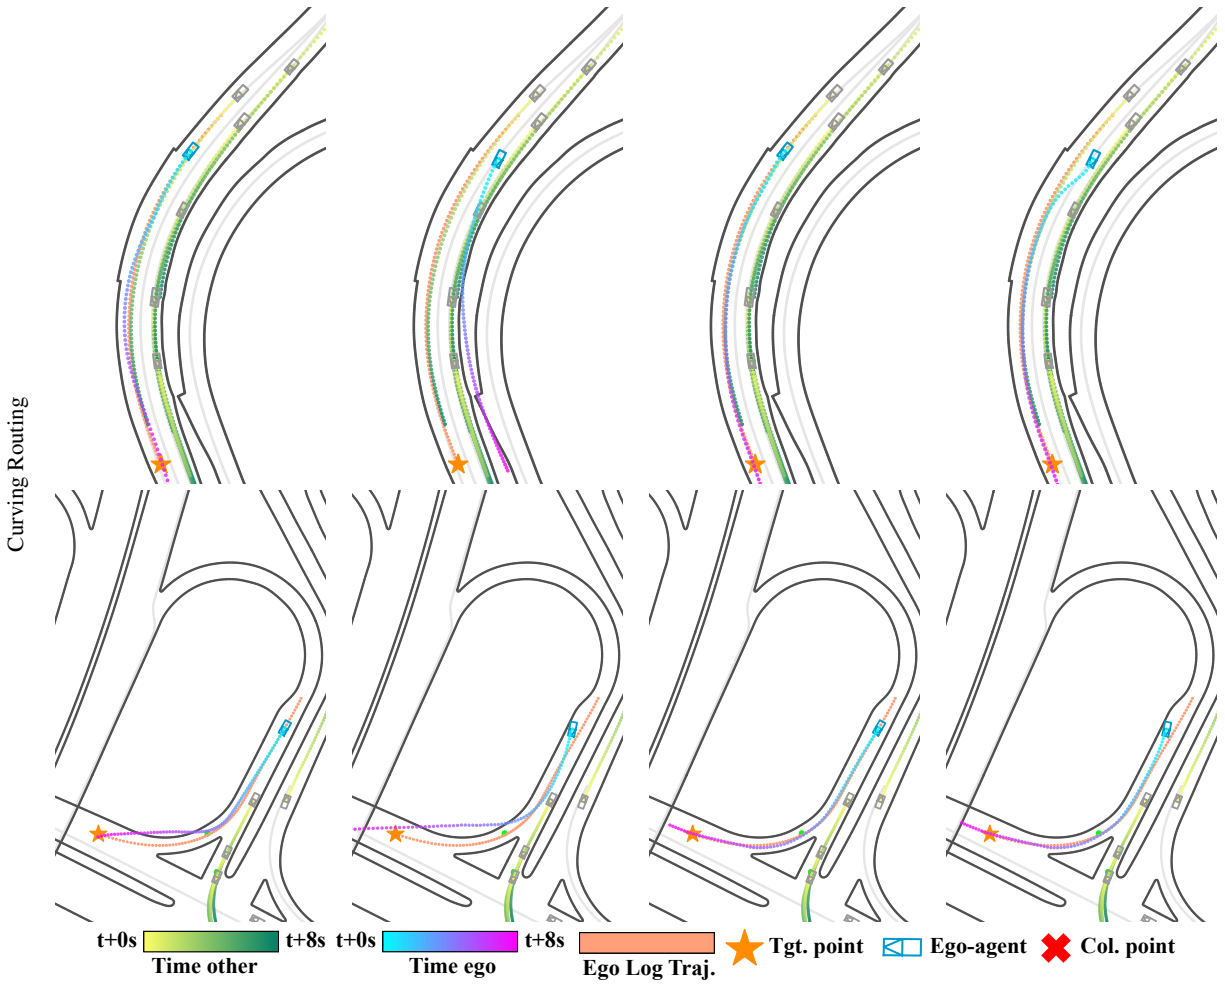 Curving Routing
t+0s t+8s t+0s t+8s Tgt. point Ego-agent Col. point
Time other Time ego Ego Log Traj.